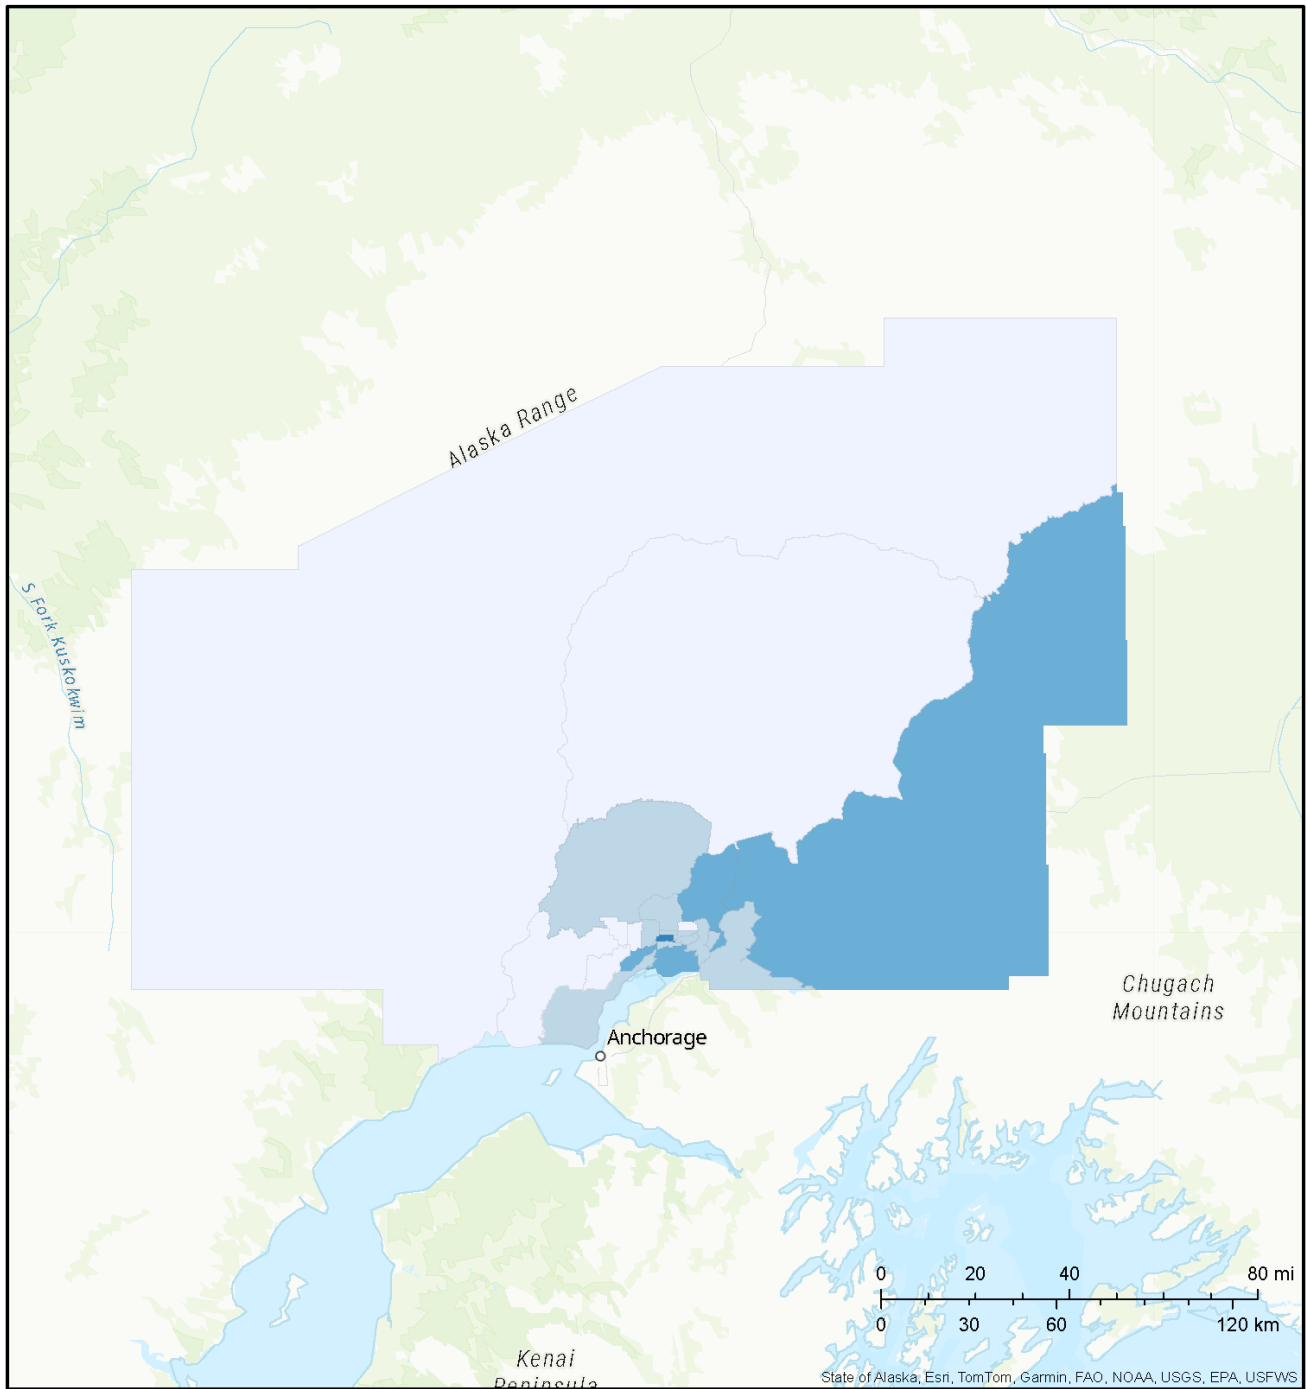 Alaska Range
S Fork Kuskokwim
Chugach
Mountains
Anchorage
0 20 40 80 mi
0 30 60 120 km
Kenai
Peninsula
State of Alaska, Esri, TomTom, Garmin, FAO, NOAA, USGS, EPA, USFWS